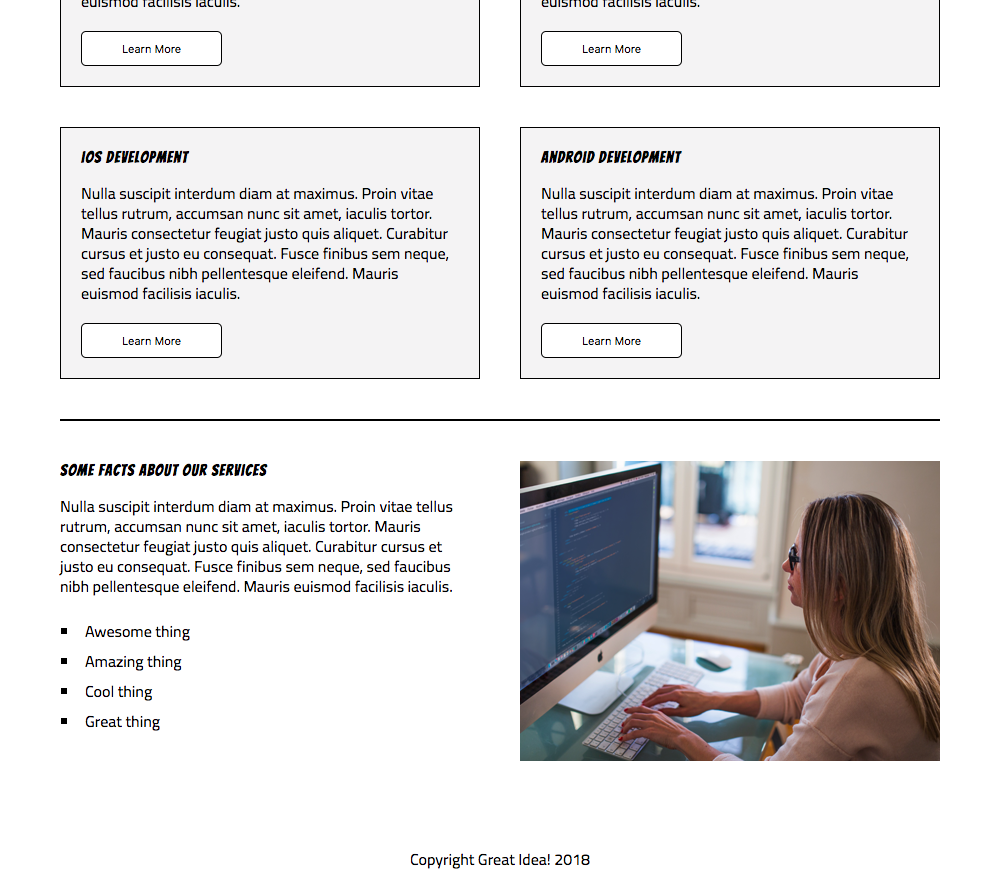 euismod facilisis iaculis.
Learn More
euismod facilisis iaculis.
Learn More
IOS DEVELOPMENT
Nulla suscipit interdum diam at maximus. Proin vitae
tellus rutrum, accumsan nunc sit amet, iaculis tortor.
Mauris consectetur feugiat justo quis aliquet. Curabitur
cursus et justo eu consequat. Fusce finibus sem neque,
sed faucibus nibh pellentesque eleifend. Mauris
euismod facilisis iaculis.
Learn More
ANDROID DEVELOPMENT
Nulla suscipit interdum diam at maximus. Proin vitae
tellus rutrum, accumsan nunc sit amet, iaculis tortor.
Mauris consectetur feugiat justo quis aliquet. Curabitur
cursus et justo eu consequat. Fusce finibus sem neque,
sed faucibus nibh pellentesque eleifend. Mauris
euismod facilisis iaculis.
Learn More
SOME FACTS ABOUT OUR SERVICES
Nulla suscipit interdum diam at maximus. Proin vitae tellus
rutrum, accumsan nunc sit amet, iaculis tortor. Mauris
consectetur feugiat justo quis aliquet. Curabitur cursus et
justo eu consequat. Fusce finibus sem neque, sed faucibus
nibh pellentesque eleifend. Mauris euismod facilisis iaculis.
Awesome thing
Amazing thing
Cool thing
Great thing
Copyright Great Idea! 2018